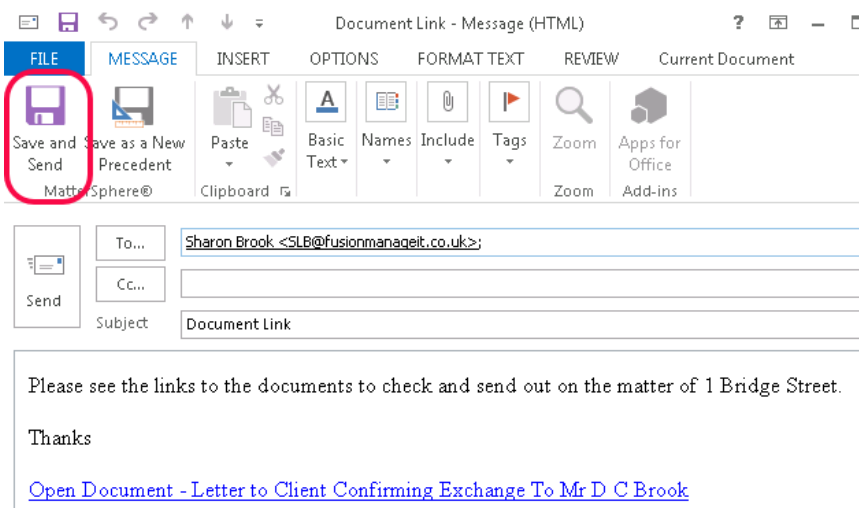 Document Link - Message (HTML)
?
FILE MESSAGE INSERT OPTIONS FORMAT TEXT REVIEW Current Document
Save and Send
Save as a New Precedent
MatterSphere®
Paste
Clipboard
Basic Text
Names
Include
Tags
Zoom
Zoom
Apps for Office
Add-ins
Send
To... Sharon Brook <SLB@fusionmanageit.co.uk>;
Cc...
Subject Document Link
Please see the links to the documents to check and send out on the matter of 1 Bridge Street.
Thanks
Open Document - Letter to Client Confirming Exchange To Mr D C Brook